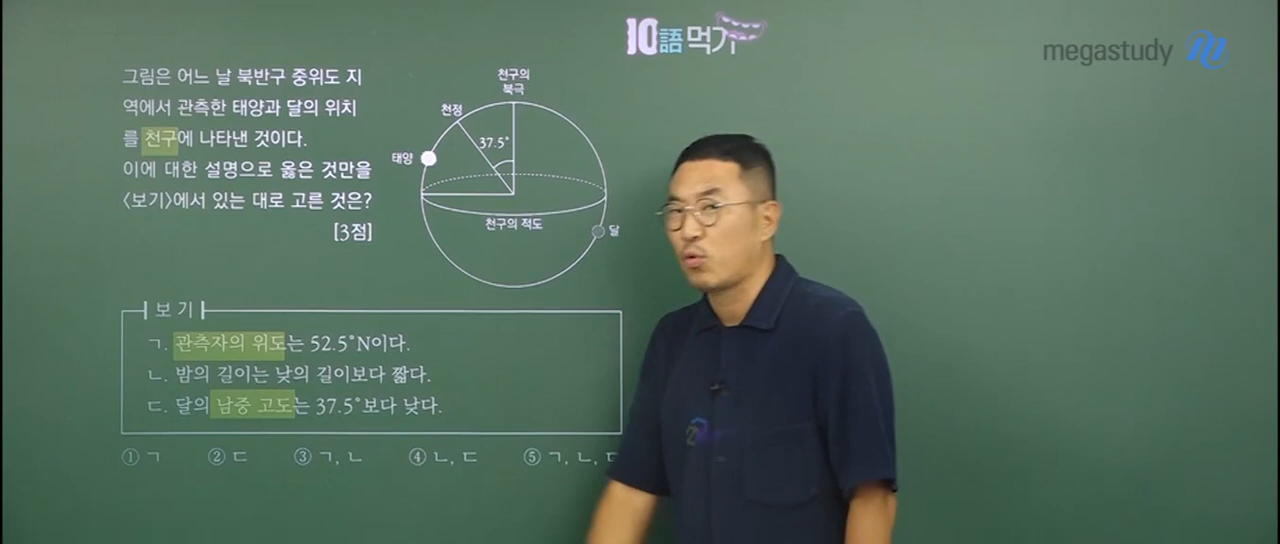 10語먹기
megastudy
그림은 어느 날 북반구 중위도 지
역에서 관측한 태양과 달의 위치
를 천구에 나타낸 것이다.
이에 대한 설명으로 옳은 것만을
<보기>에서 있는 대로 고른 것은?
[3점]
천구의
북극
천정
37.5°
태양
천구의 적도
달
보 기
ㄱ. 관측자의 위도는 52.5°N이다.
ㄴ. 밤의 길이는 낮의 길이보다 짧다.
ㄷ. 달의 남중 고도는 37.5°보다 낮다.
① ㄱ ② ㄷ ③ ㄱ, ㄴ ④ ㄴ, ㄷ ⑤ ㄱ, ㄴ, ㄷ